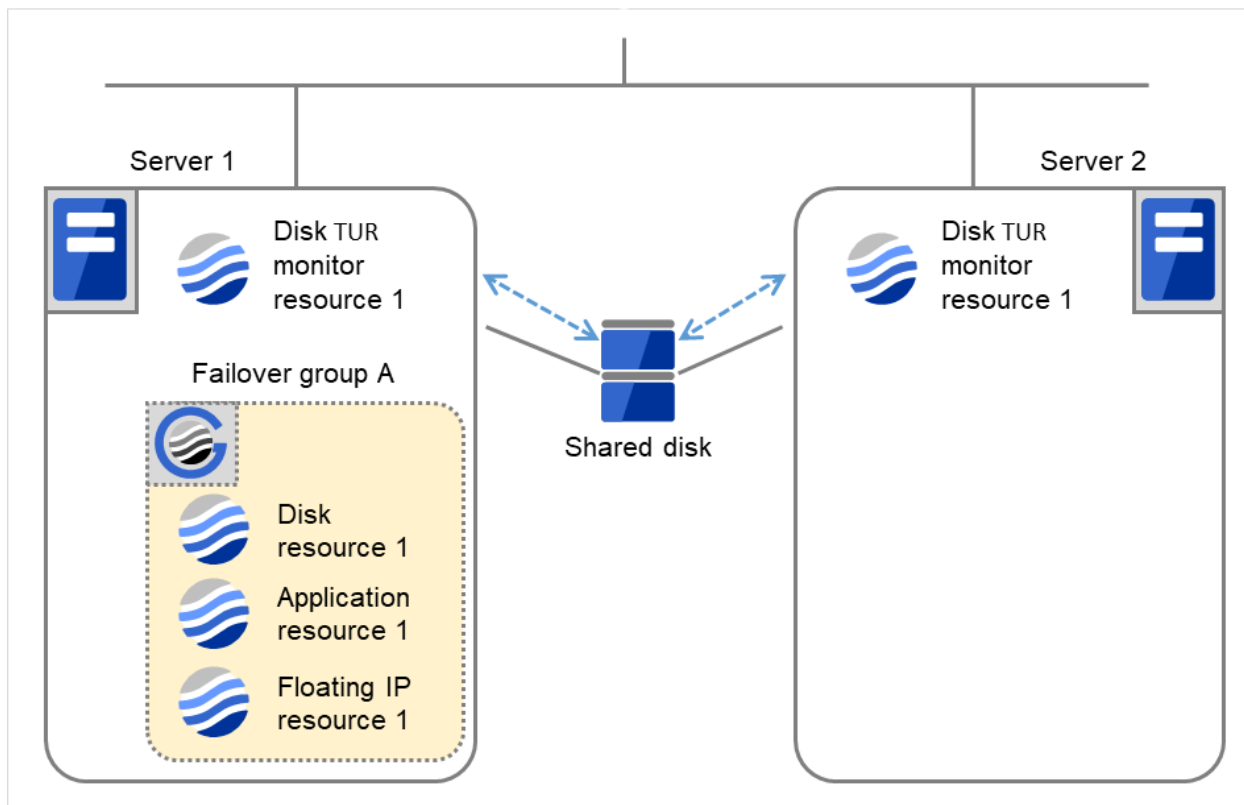 Server 1
Server 2
Disk TUR
monitor
resource 1
Disk TUR
monitor
resource 1
Failover group A
Shared disk
Disk
resource 1
Application
resource 1
Floating IP
resource 1